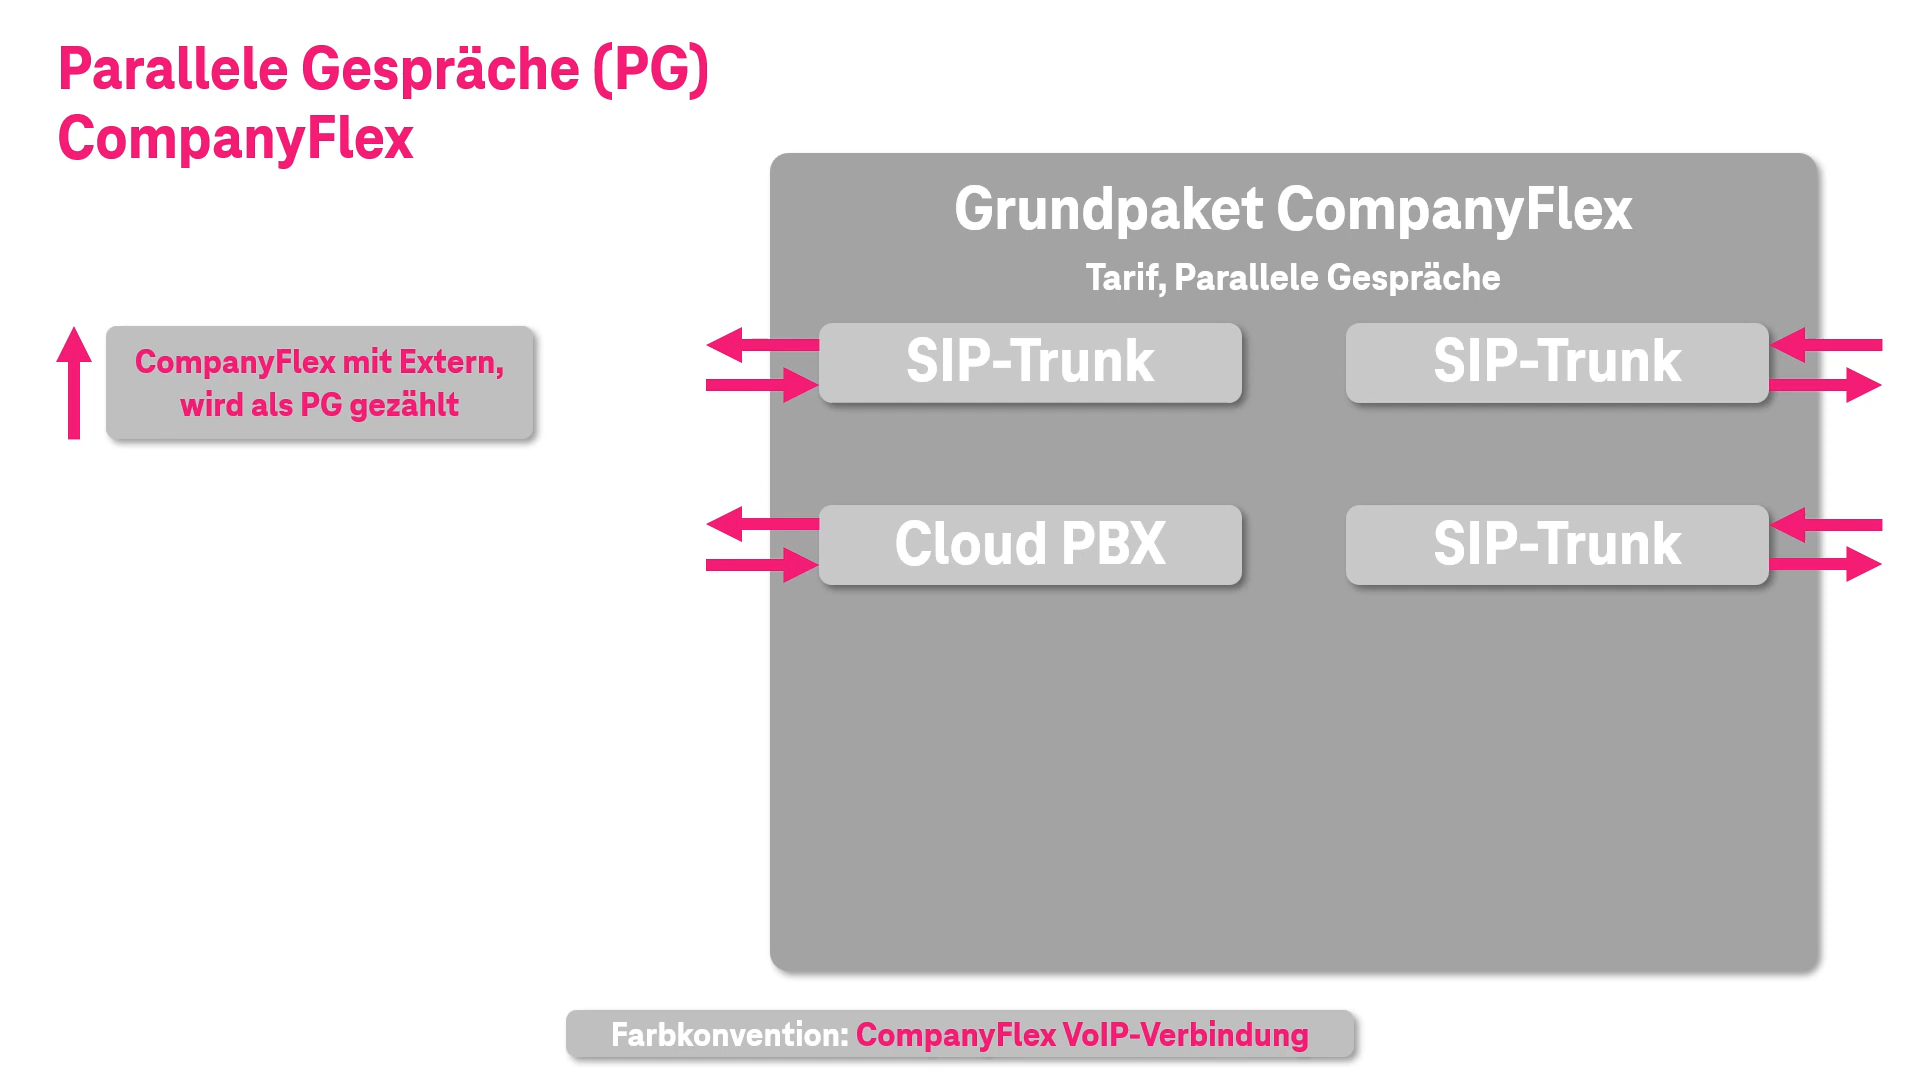 Parallele Gespräche (PG)
CompanyFlex
Grundpaket CompanyFlex
Tarif, Parallele Gespräche
CompanyFlex mit Extern,
wird als PG gezählt
SIP-Trunk
SIP-Trunk
Cloud PBX
SIP-Trunk
Farbkonvention: CompanyFlex VoIP-Verbindung